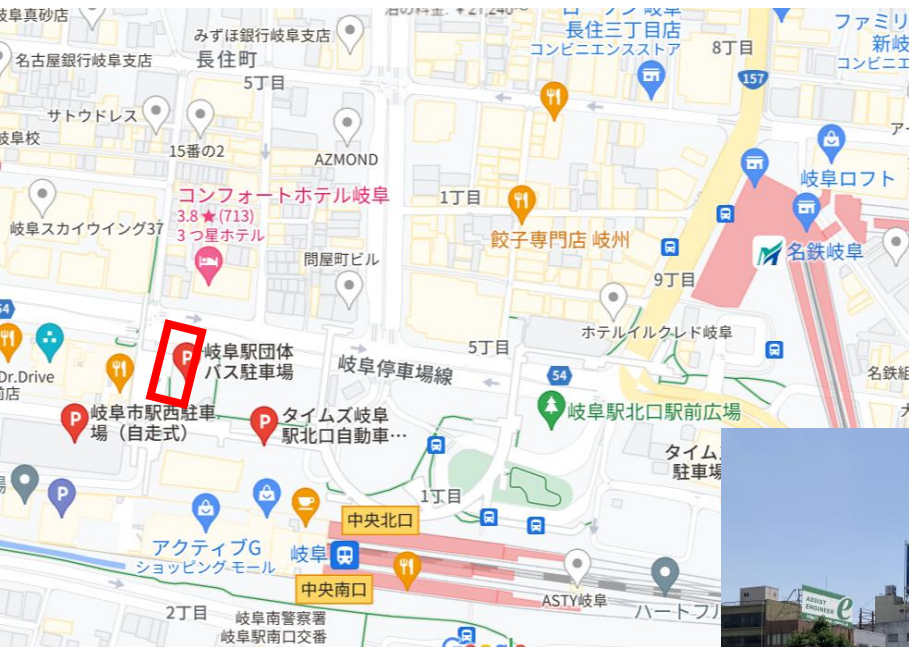 岐阜真砂店
みずほ銀行岐阜支店
長住町
名古屋銀行岐阜支店
5丁目
長住三丁目店
コンビニエンスストア
8丁目
ファミリ
新岐
コンビニエ
157
サトウドレス
岐阜校
15番の2
AZMOND
ア
岐阜ロフト
コンフォートホテル岐阜
3.8★(713)
3つ星ホテル
1丁目
岐阜スカイウイング37
餃子専門店 岐州
名鉄岐阜
問屋町ビル
9丁目
54
ホテルイルクレド岐阜
P
岐阜駅団体
バス駐車場
岐阜停車場線
5丁目
54
名鉄組
Dr.Drive
P
岐阜市駅西駐車
場（自走式）
P
タイムズ岐阜
駅北口自動車…
岐阜駅北口駅前広場
タイム
駐車場
P
1丁目
中央北口
アクティブG
ショッピング モール
岐阜
中央南口
ASTY岐阜
ハートフ
2丁目
岐阜南警察署
岐阜駅南口交番
ASSIST
ENGINEER
e